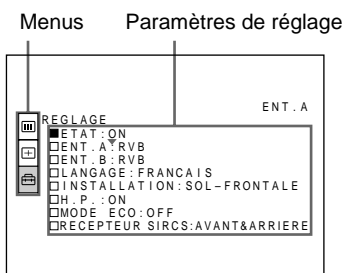 Menus Paramètres de réglage
ENT.A
REGLAGE
ETAT:ON
ENT.A:RVB
ENT.B:RVB
LANGAGE:FRANCAIS
INSTALLATION:SOL–FRONTALE
H.P.:ON
MODE ECO:OFF
RECEPTEUR SIRCS:AVANT&ARRIERE